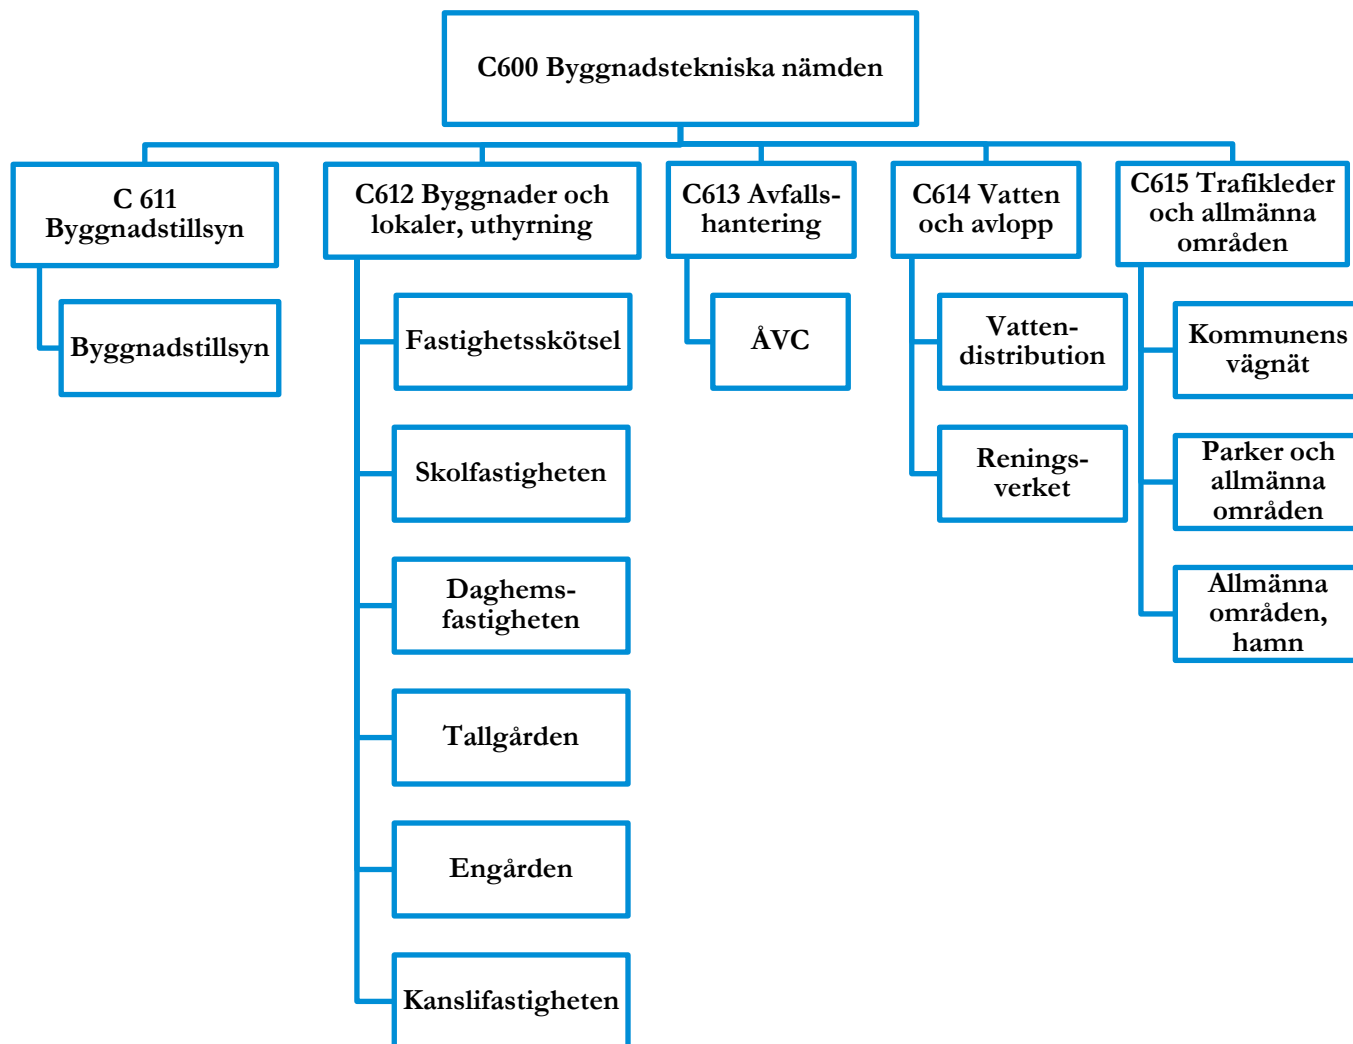 C600 Byggnadstekniska nämden
C 611
Byggnadstillsyn
Byggnadstillsyn
C612 Byggnader och
lokaler, uthyrning
Fastighetsskötsel
Skolfastigheten
Daghems-
fastigheten
Tallgården
Engården
Kanslifastigheten
C613 Avfalls-
hantering
ÅVC
C614 Vatten
och avlopp
Vatten-
distribution
Renings-
verket
C615 Trafikleder
och allmänna
områden
Kommunens
vägnät
Parker och
allmänna
områden
Allmänna
områden,
hamn